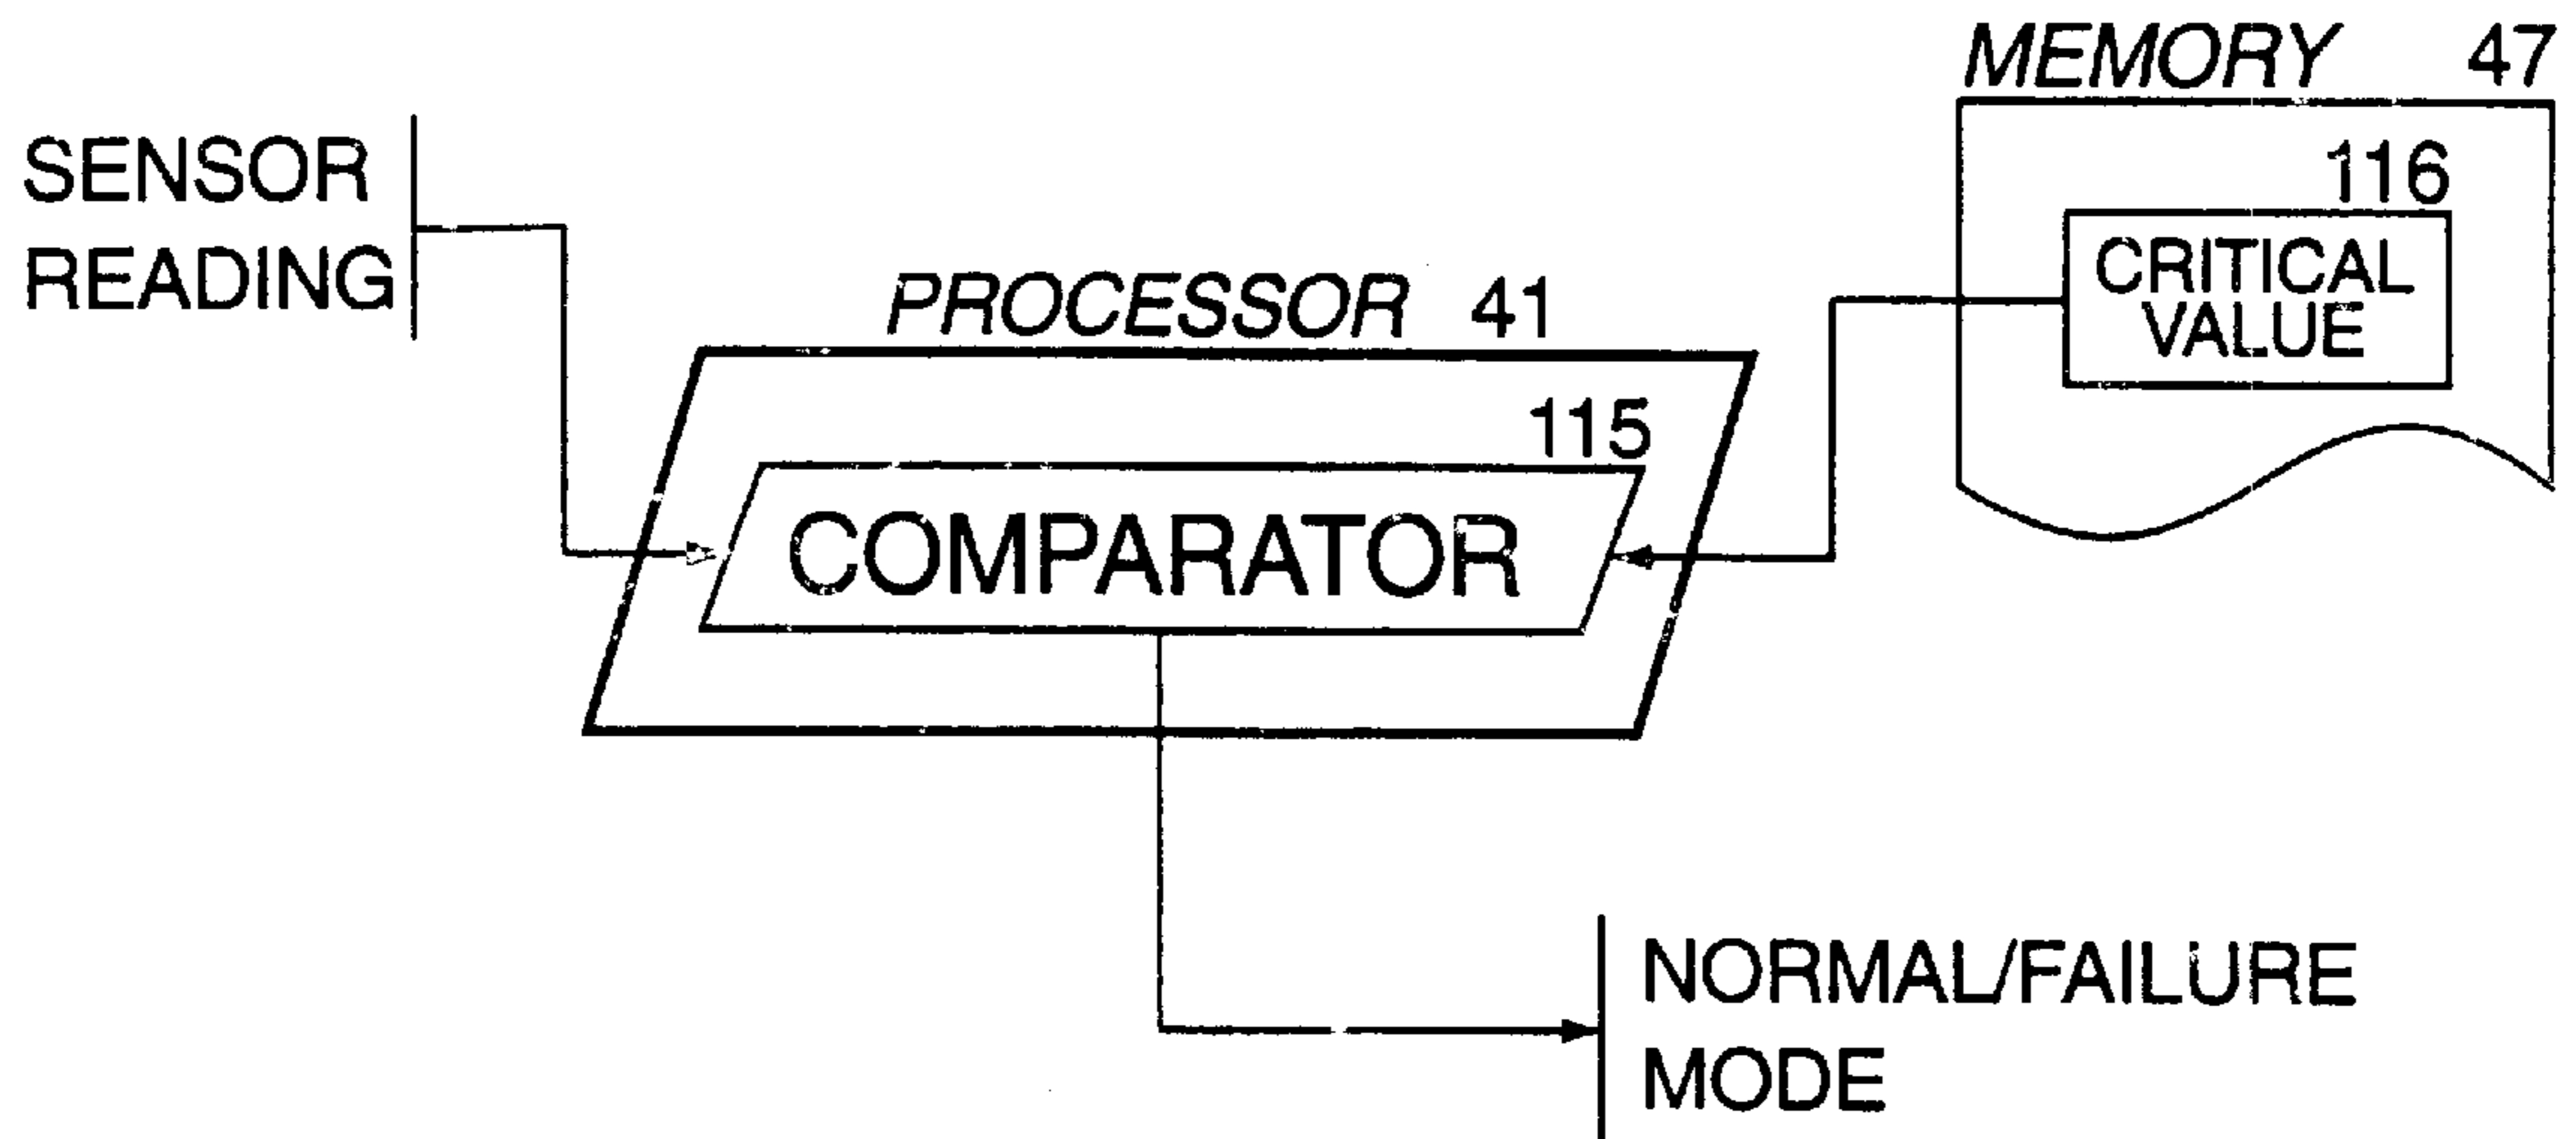 MEMORY 47
SENSOR
READING
116
CRITICAL
VALUE
PROCESSOR 41
115
COMPARATOR
NORMAL/FAILURE
MODE